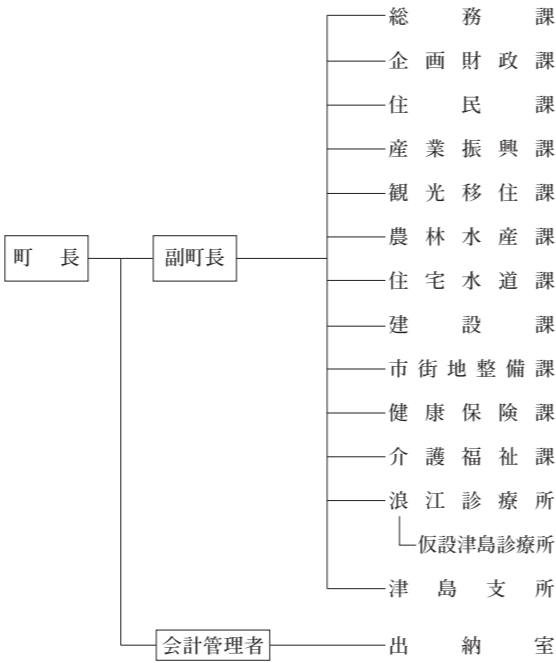 総務課
企画財政課
住民課
産業振興課
観光移住課
農林水産課
町長
副町長
住宅水道課
建設課
市街地整備課
健康保険課
介護福祉課
浪江診療所
仮設津島診療所
津島支所
会計管理者
出納室